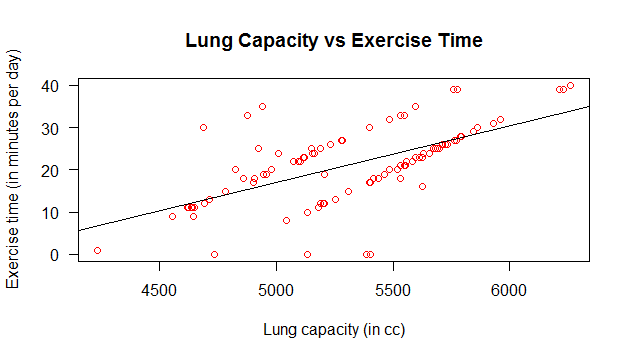 Lung Capacity vs Exercise Time
Exercise time (in minutes per day)
40
30
20
10
0
4500 5000 5500 6000
Lung capacity (in cc)